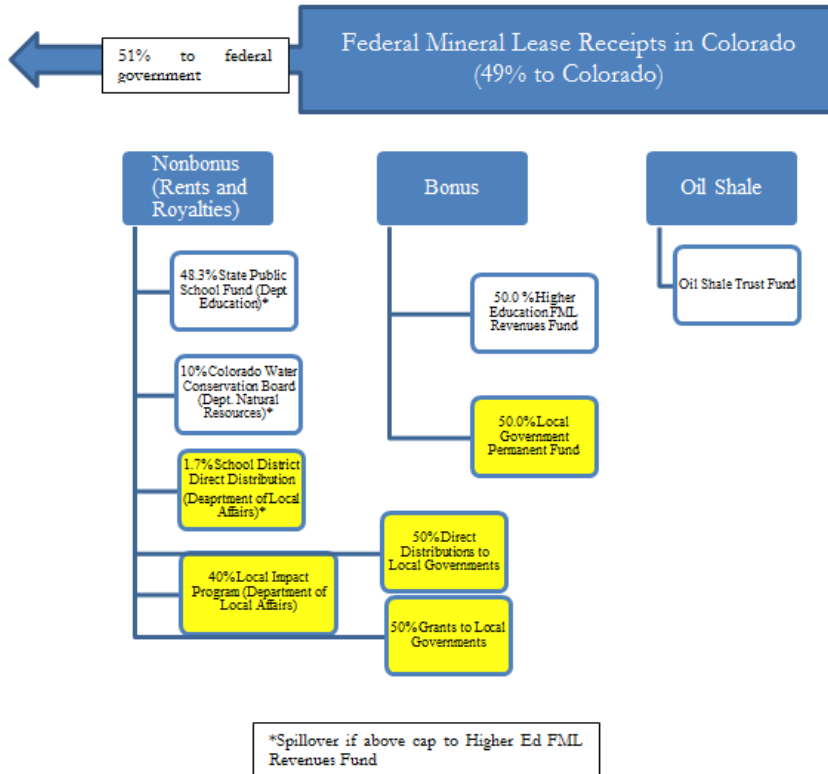 51% to federal
government
Federal Mineral Lease Receipts in Colorado
(49% to Colorado)
Nonbonus
(Rents and
Royalties)
Bonus
Oil Shale
48.3% State Public
School Fund (Dept
Education)*
50.0 % Higher
Education FML
Revenues Fund
Oil Shale Trust Fund
10% Colorado Water
Conservation Board
(Dept. Natural
Resources)*
50.0% Local
Government
Permanent Fund
1.7% School District
Direct Distribution
(Deaprtment of Local
Affairs)*
50% Direct
Distributions to
Local Governments
40% Local Impact
Program (Department of
Local Affairs)
50% Grants to Local
Governments
*Spillover if above cap to Higher Ed FML
Revenues Fund